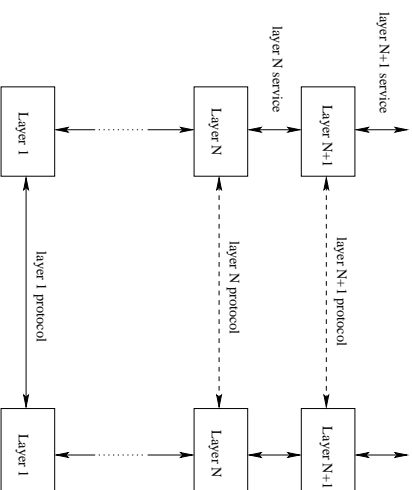 layer N+1 service
layer N service
Layer N+1
layer N+1 protocol
Layer N+1
Layer N
layer N protocol
Layer N
Layer 1
layer 1 protocol
Layer 1